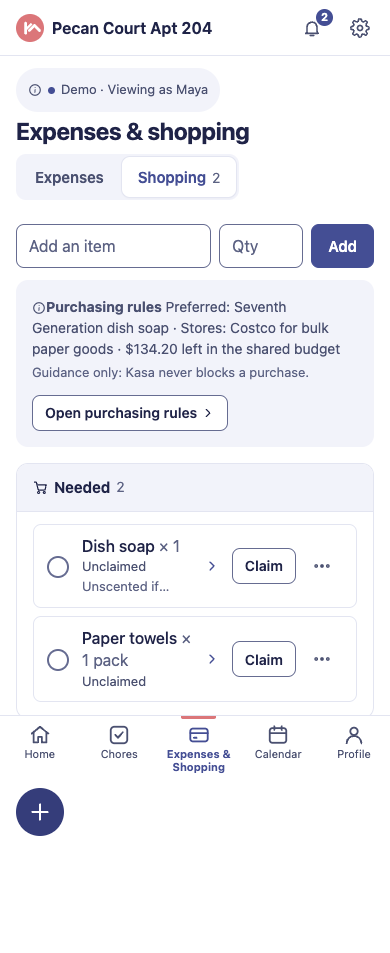 Pecan Court Apt 204
2
Demo · Viewing as Maya
Expenses & shopping
Expenses
Shopping 2
Add an item
Qty
Add
Purchasing rules Preferred: Seventh
Generation dish soap · Stores: Costco for bulk
paper goods · $134.20 left in the shared budget
Guidance only: Kasa never blocks a purchase.
Open purchasing rules
Needed 2
Dish soap × 1
Unclaimed
Unscented if...
Claim
Paper towels ×
1 pack
Unclaimed
Claim
Home
Chores
Expenses &
Shopping
Calendar
Profile